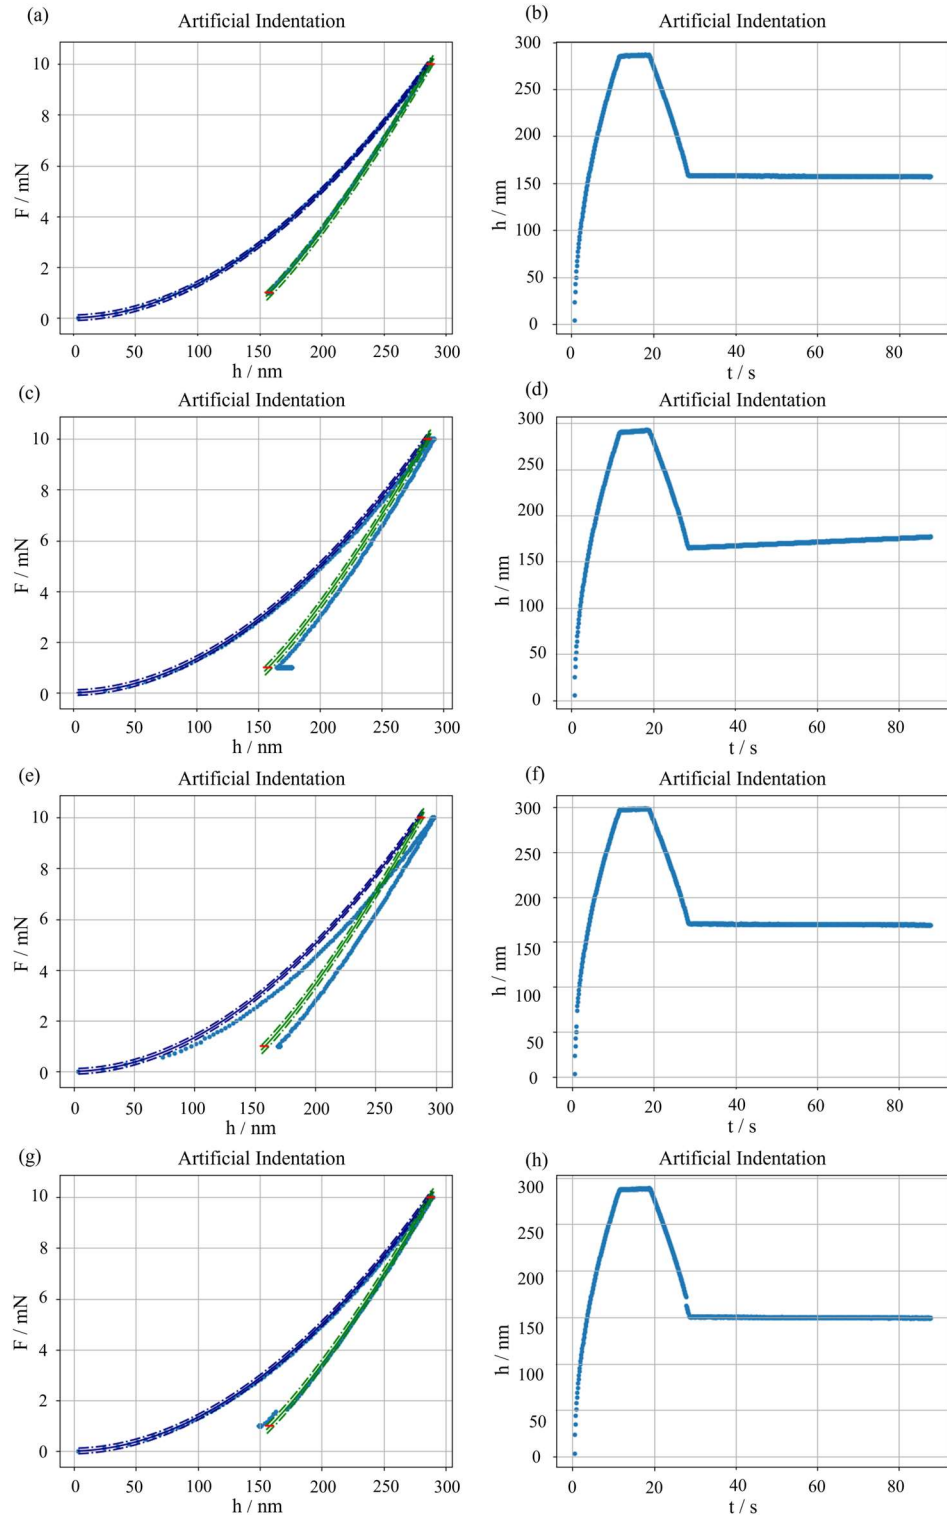 (a)
Artificial Indentation
10
8
6
4
2
0
F / mN
0 50 100 150 200 250 300
h / nm
(b)
Artificial Indentation
300
250
200
150
100
50
0
h / nm
0 20 40 60 80
t / s
(c)
Artificial Indentation
10
8
6
4
2
0
F / mN
0 50 100 150 200 250 300
h / nm
(d)
Artificial Indentation
300
250
200
150
100
50
0
h / nm
0 20 40 60 80
t / s
(e)
Artificial Indentation
10
8
6
4
2
0
F / mN
0 50 100 150 200 250 300
h / nm
(f)
Artificial Indentation
300
250
200
150
100
50
0
h / nm
0 20 40 60 80
t / s
(g)
Artificial Indentation
10
8
6
4
2
0
F / mN
0 50 100 150 200 250 300
h / nm
(h)
Artificial Indentation
300
250
200
150
100
50
0
h / nm
0 20 40 60 80
t / s